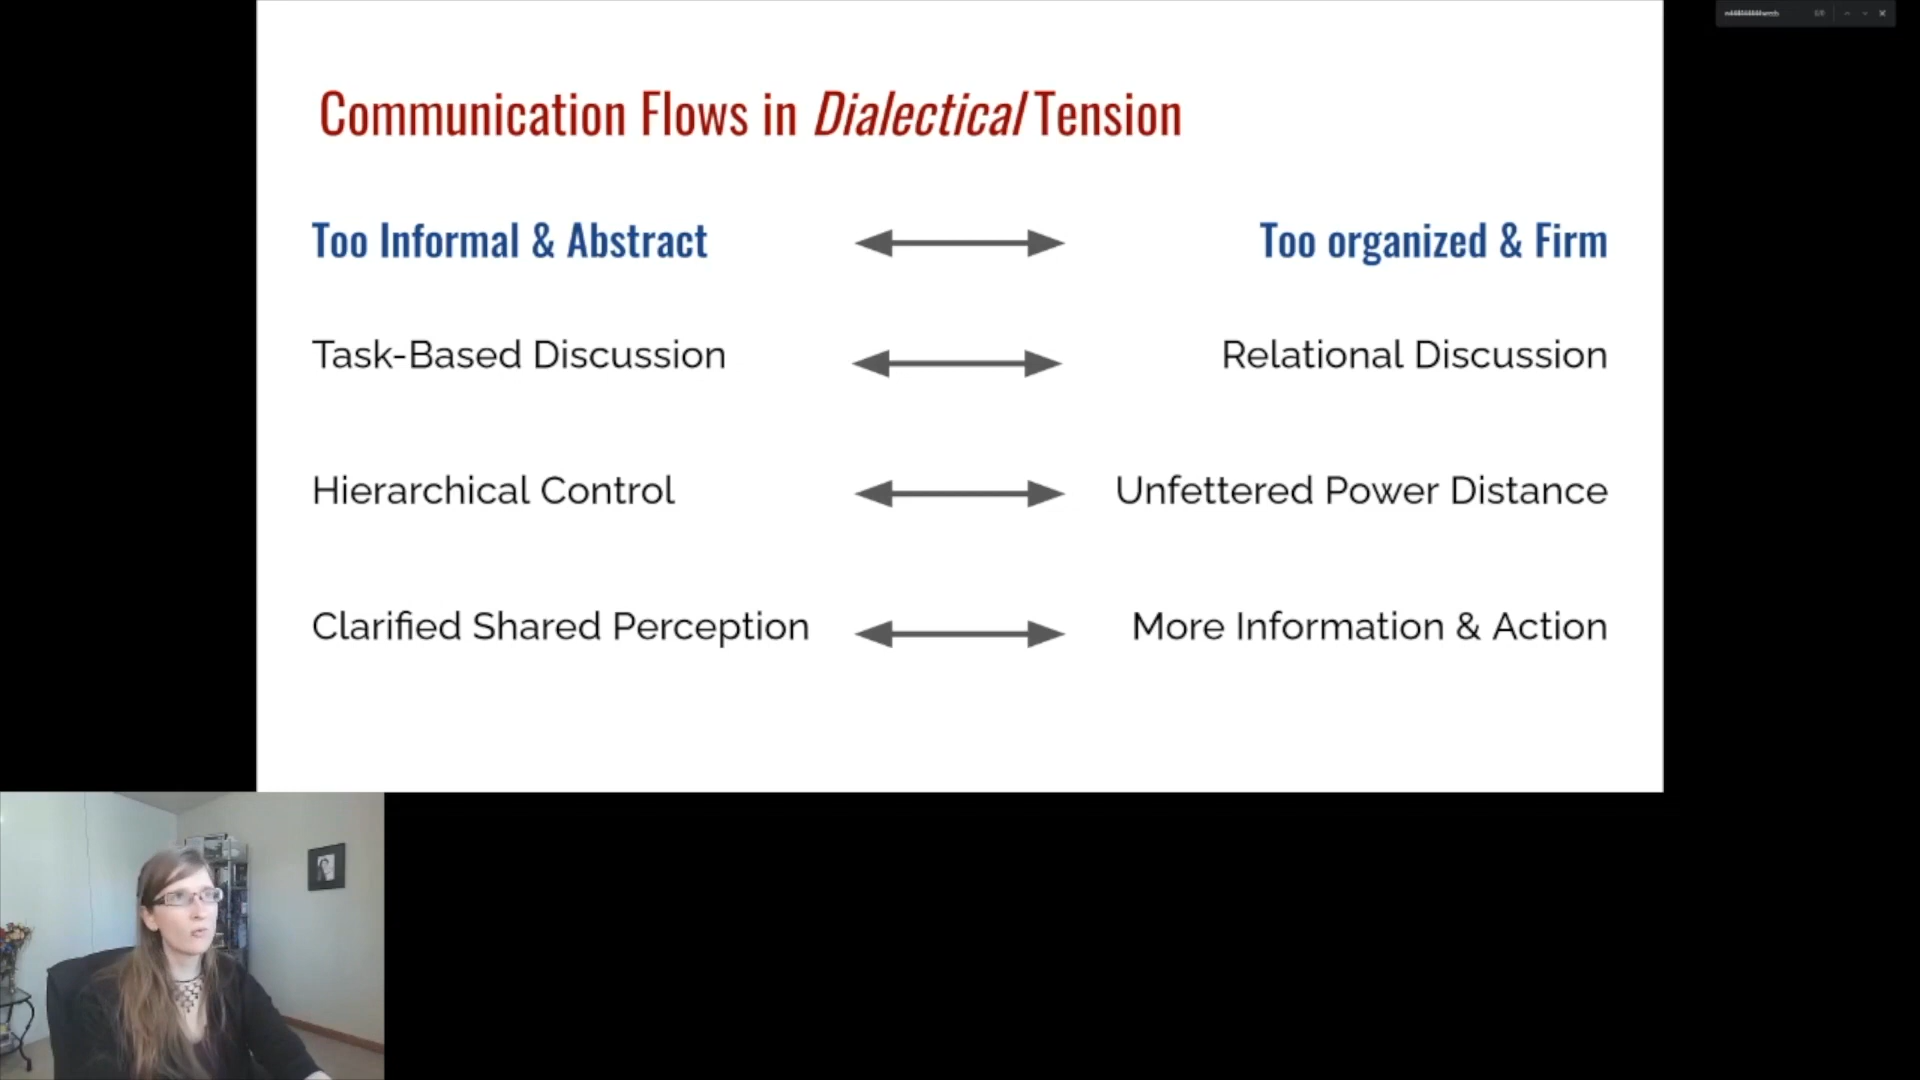 Communication Flows in Dialectical Tension
Too Informal & Abstract
Too organized & Firm
Task-Based Discussion
Relational Discussion
Hierarchical Control
Unfettered Power Distance
Clarified Shared Perception
More Information & Action